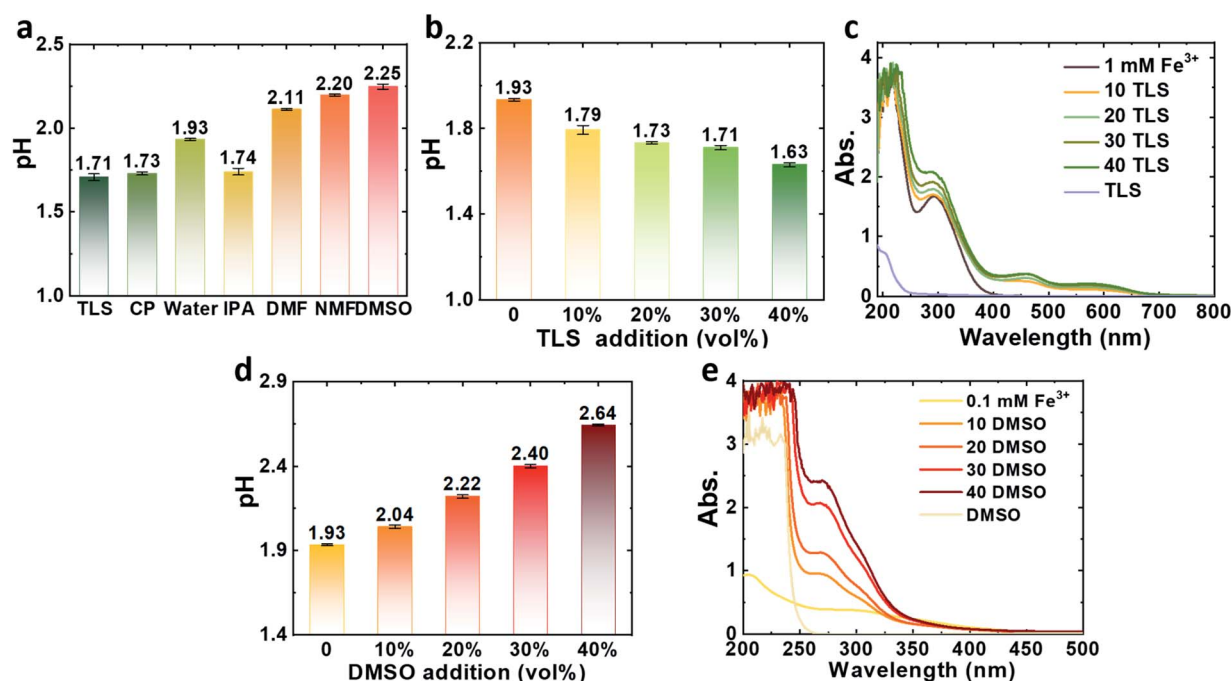 a
pH
2.5
2.0
1.5
1.0
1.71
1.73
1.93
1.74
2.11
2.20
2.25
TLS CP Water IPA DMF NMF DMSO
b
pH
2.2
1.8
1.4
1.0
1.93
1.79
1.73
1.71
1.63
0 10% 20% 30% 40%
TLS addition (vol%)
c
Abs.
4
3
2
1
0
1 mM Fe³⁺
10 TLS
20 TLS
30 TLS
40 TLS
TLS
200 300 400 500 600 700 800
Wavelength (nm)
d
pH
2.9
2.4
1.9
1.4
1.93
2.04
2.22
2.40
2.64
0 10% 20% 30% 40%
DMSO addition (vol%)
e
Abs.
4
3
2
1
0
0.1 mM Fe³⁺
10 DMSO
20 DMSO
30 DMSO
40 DMSO
DMSO
200 250 300 350 400 450 500
Wavelength (nm)